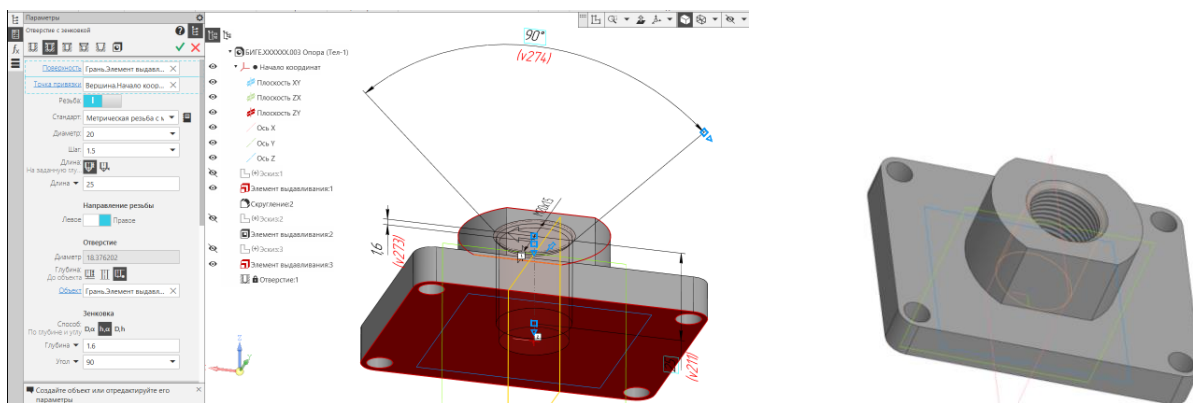 Параметры
Отверстие с зенковкой
Поверхность Грань.Элемент выдавл...
Точка привязки Вершина.Начало коор...
Резьба:
Стандарт: Метрическая резьба с м
Диаметр: 20
Шаг: 1.5
Длина:
На заданную глу...
Длина 25
Направление резьбы
Левое Правое
Отверстие
Диаметр 18.376202
Глубина:
До объекта
Объект Грань.Элемент выдавл...
Зенковка
Способ:
По глубине и углу D,α h,α D,h
Глубина 1.6
Угол 90
Создайте объект или отредактируйте его
параметры
БИГЕ.XXXXXX.003 Опора (Тел-1)
Начало координат
Плоскость XY
Плоскость ZX
Плоскость ZY
Ось X
Ось Y
Ось Z
(+)Эскиз:1
Элемент выдавливания:1
Скругление:2
(+)Эскиз:2
Элемент выдавливания:2
(+)Эскиз:3
Элемент выдавливания:3
Отверстие:1
90°
(v274)
(v273)
(v211)